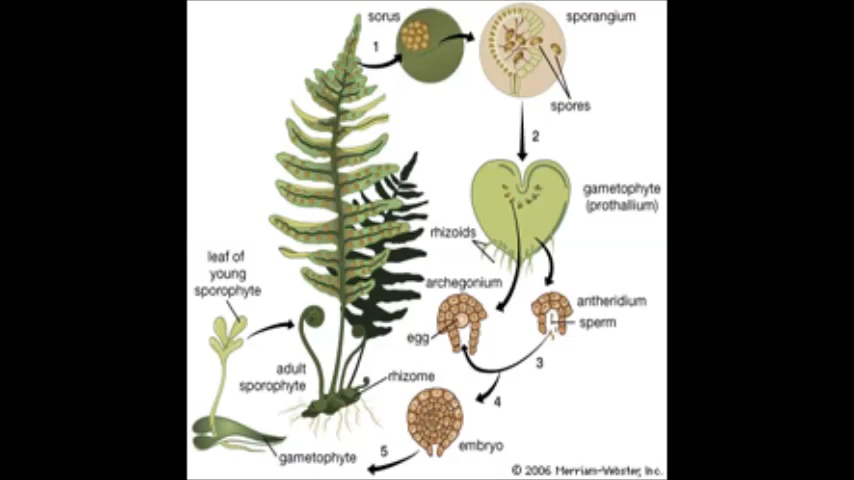 sorus
sporangium
1
spores
2
gametophyte
(prothallium)
rhizoids
leaf of
young
sporophyte
archegonium
antheridium
sperm
egg
3
adult
sporophyte
rhizome
4
embryo
5
gametophyte
© 2006 Merriam-Webster, Inc.